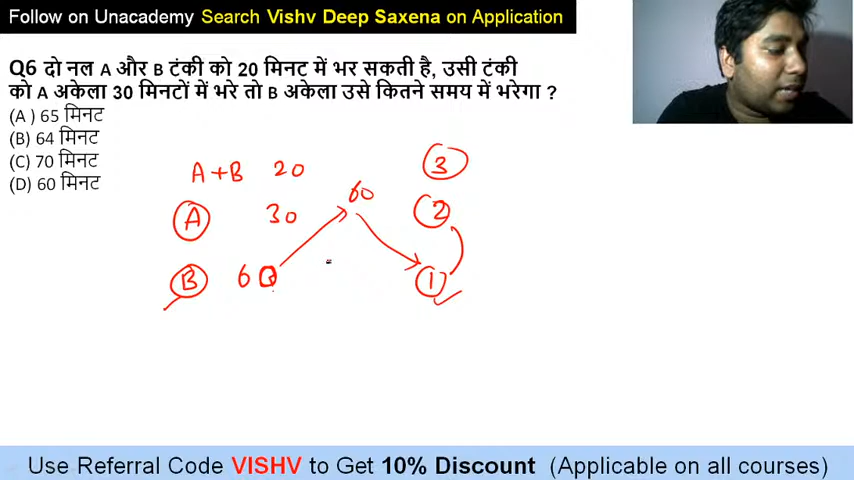 Follow on Unacademy Search Vishv Deep Saxena on Application
Q6 दो नल A और B टंकी को 20 मिनट में भर सकती है, उसी टंकी
को A अकेला 30 मिनटों में भरे तो B अकेला उसे कितने समय में भरेगा ?
(A ) 65 मिनट
(B) 64 मिनट
(C) 70 मिनट
(D) 60 मिनट
A+B 20 3
A 30 60 2
B 60 1
Use Referral Code VISHV to Get 10% Discount (Applicable on all courses)